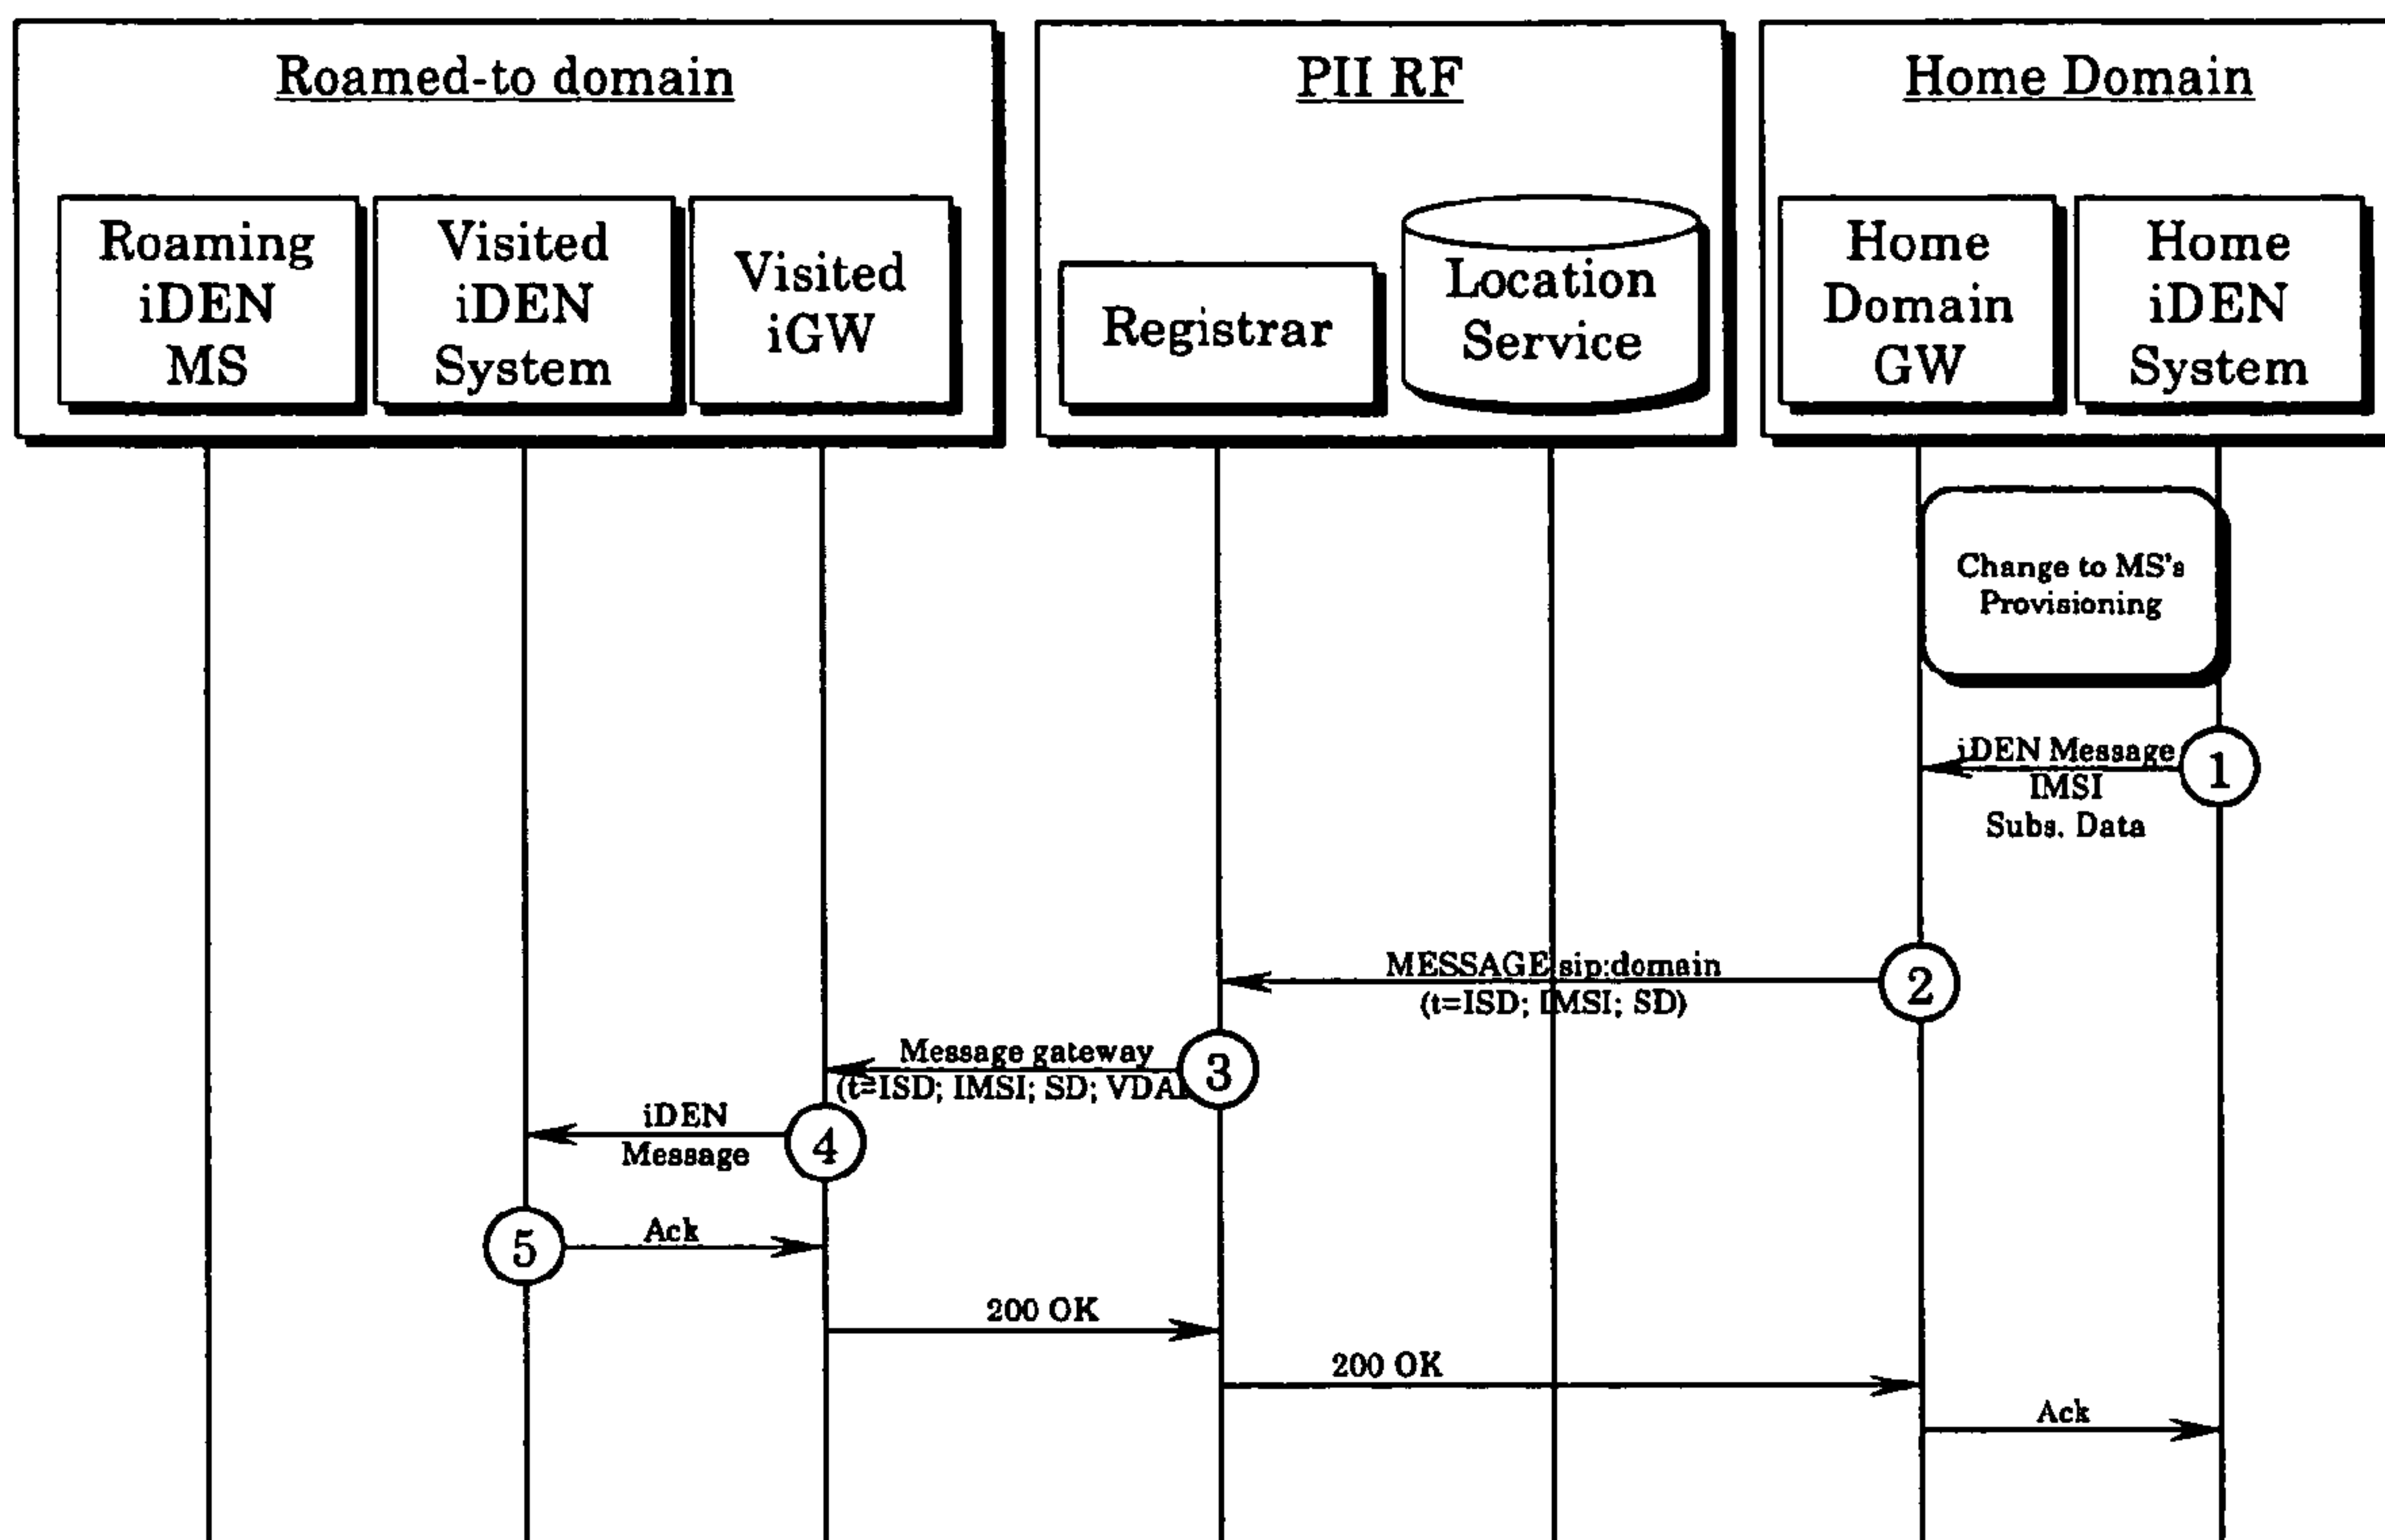 Roamed-to domain
PII RF
Home Domain
Roaming
iDEN
MS
Visited
iDEN
System
Visited
iGW
Registrar
Location
Service
Home
Domain
GW
Home
iDEN
System
Change to MS's
Provisioning
iDEN Message
IMSI
Subs. Data
1
MESSAGE sip:domain
(t=ISD; IMSI; SD)
2
Message gateway
(t=ISD; IMSI; SD;
3
iDEN
Message
4
5
Ack
200 OK
200 OK
Ack